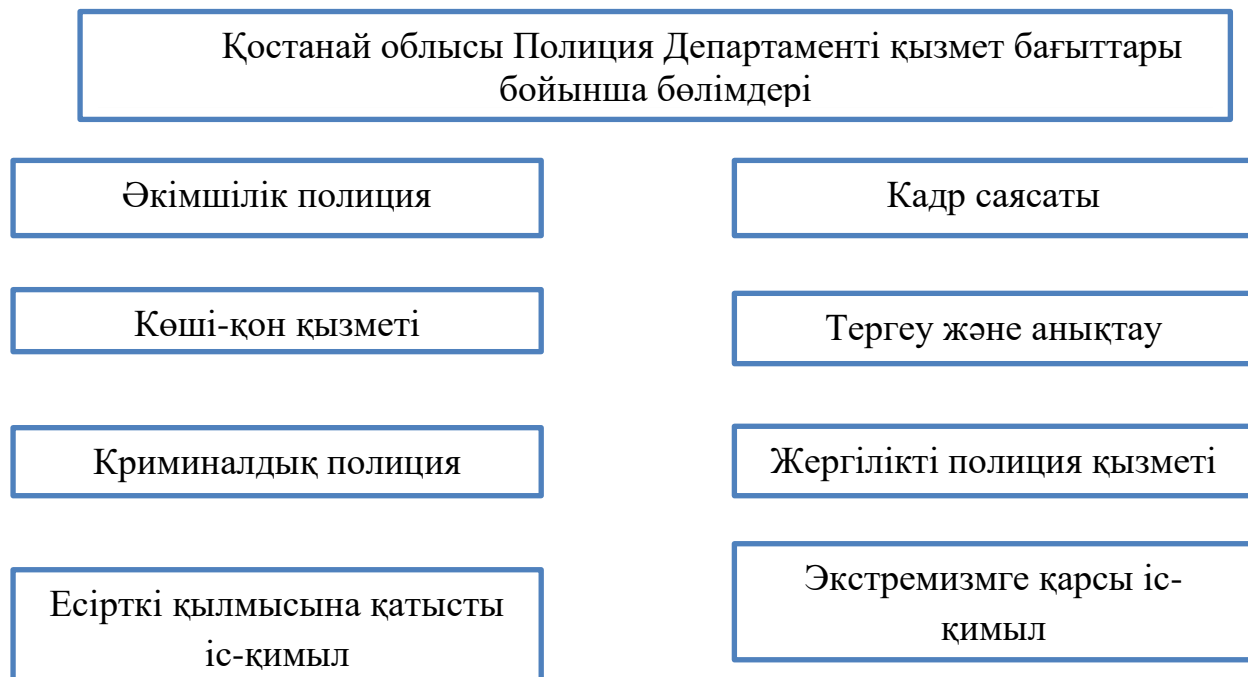 Қостанай облысы Полиция Департаменті қызмет бағыттары
бойынша бөлімдері
Әкімшілік полиция
Кадр саясаты
Көші-қон қызметі
Тергеу және анықтау
Криминалдық полиция
Жергілікті полиция қызметі
Есірткі қылмысына қатысты
іс-қимыл
Экстремизмге қарсы іс-
қимыл